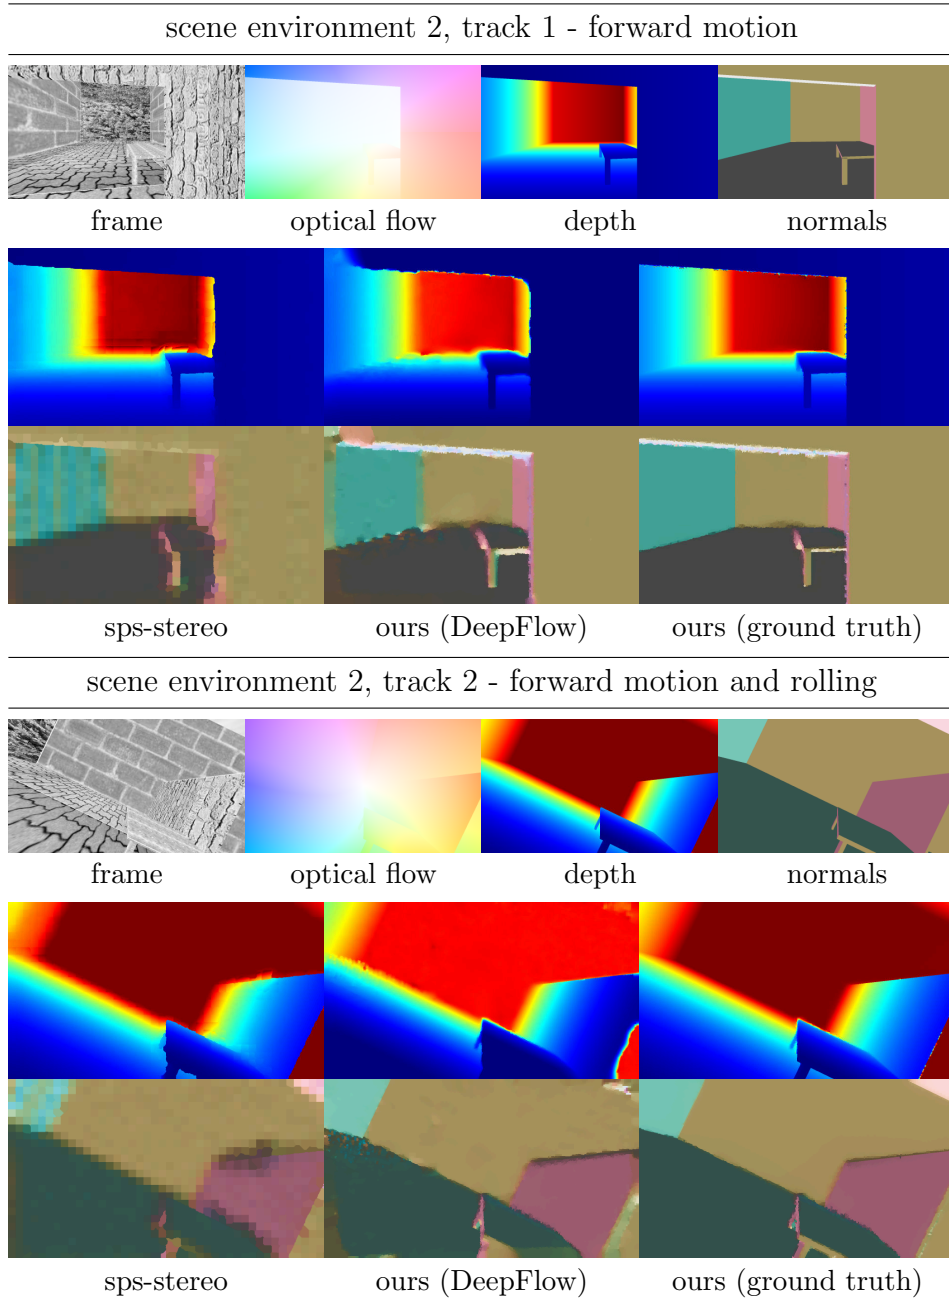 scene environment 2, track 1 - forward motion
frame optical flow depth normals
sps-stereo ours (DeepFlow) ours (ground truth)
scene environment 2, track 2 - forward motion and rolling
frame optical flow depth normals
sps-stereo ours (DeepFlow) ours (ground truth)